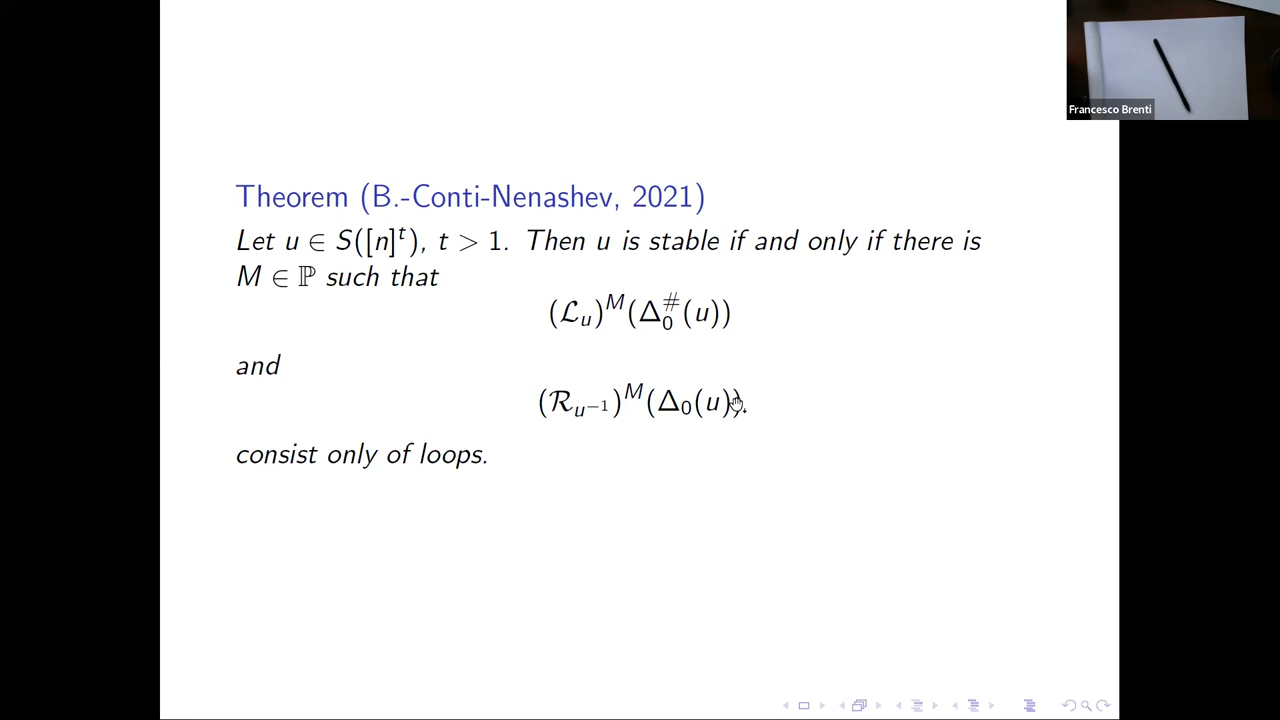 Francesco Brenti
Theorem (B.-Conti-Nenashev, 2021)
Let u ∈ S([n]^t), t > 1. Then u is stable if and only if there is
M ∈ ℙ such that
(ℒ_u)^M(Δ_0^#(u))
and
(ℛ_{u^{-1}})^M(Δ_0(u)).
consist only of loops.